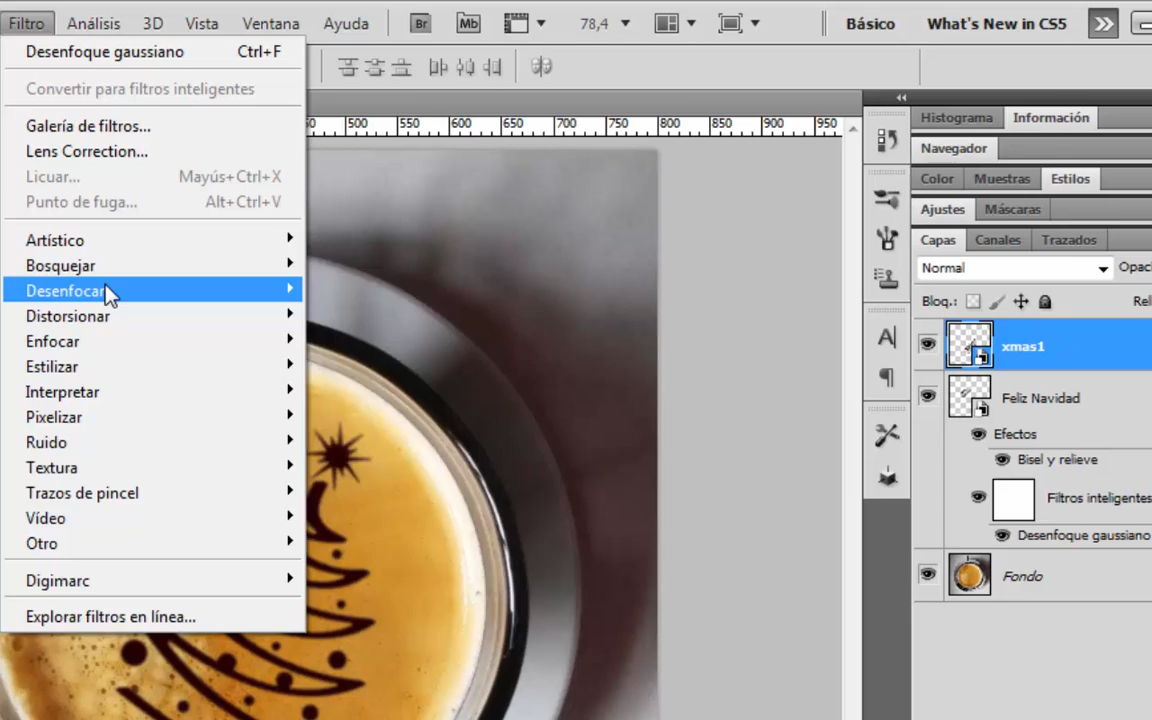 Filtro Análisis 3D Vista Ventana Ayuda Br Mb 78,4 Básico What's New in CS5
Desenfoque gaussiano Ctrl+F
Convertir para filtros inteligentes
Galería de filtros...
Lens Correction...
Licuar... Mayús+Ctrl+X
Punto de fuga... Alt+Ctrl+V
Artístico
Bosquejar
Desenfocar
Distorsionar
Enfocar
Estilizar
Interpretar
Pixelizar
Ruido
Textura
Trazos de pincel
Vídeo
Otro
Digimarc
Explorar filtros en línea...
500 550 600 650 700 750 800 850 900 950
Histograma Información
Navegador
Color Muestras Estilos
Ajustes Máscaras
Capas Canales Trazados
Normal Opaci
Bloq.: Rel
xmas1
Feliz Navidad
Efectos
Bisel y relieve
Filtros inteligentes
Desenfoque gaussiano
Fondo